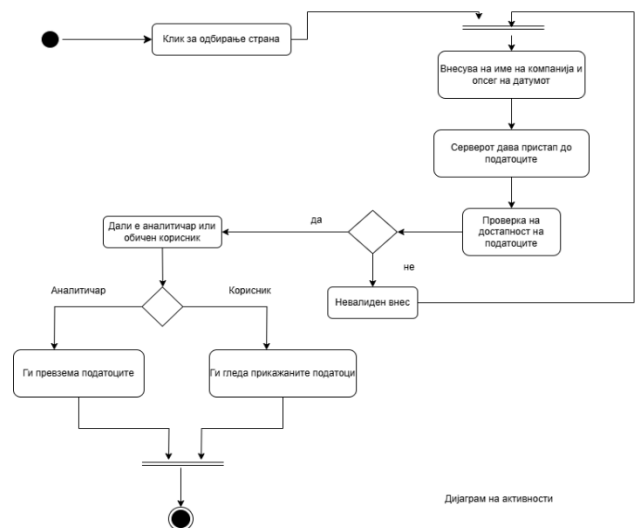 Клик за одбирање страна
Внесува на име на компанија и
опсег на датумот
Серверот дава пристап до
податоците
Проверка на
достапност на
податоците
да
не
Невалиден внес
Дали е аналитичар или
обичен корисник
Аналитичар
Корисник
Ги превзема податоците
Ги гледа прикажаните податоци
Дијаграм на активности